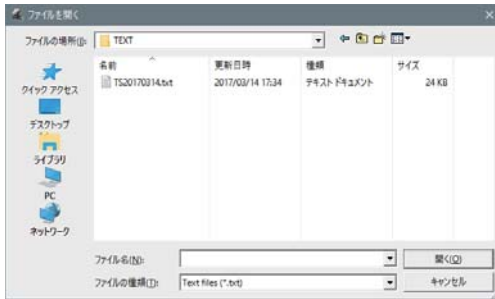 ファイルを開く
ファイルの場所(I):
TEXT
名前
更新日時
種類
サイズ
TS20170314.txt
2017/03/14 17:34
テキスト ドキュメント
24 KB
クイック アクセス
デスクトップ
ライブラリ
PC
ネットワーク
ファイル名(N):
開く(O)
ファイルの種類(T):
Text files (*.txt)
キャンセル